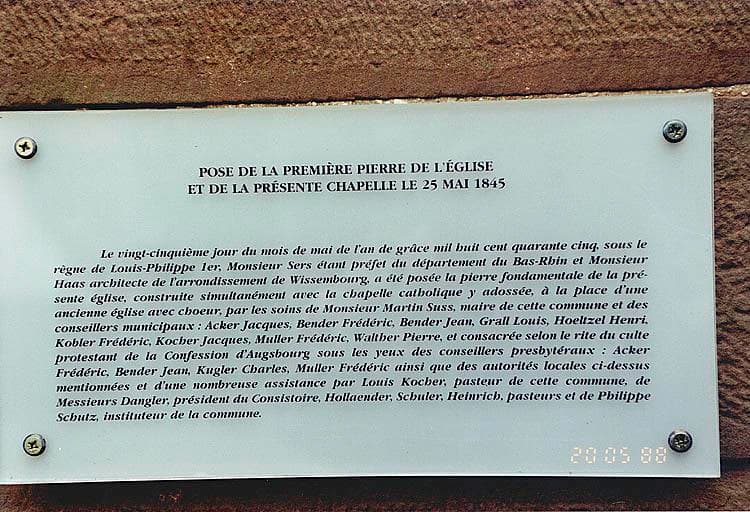 POSE DE LA PREMIÈRE PIERRE DE L'ÉGLISE
ET DE LA PRÉSENTE CHAPELLE LE 25 MAI 1845
Le vingt-cinquième jour du mois de mai de l'an de grâce mil huit cent quarante cinq, sous le
règne de Louis-Philippe 1er, Monsieur Sers étant préfet du département du Bas-Rhin et Monsieur
Haas architecte de l'arrondissement de Wissembourg, a été posée la pierre fondamentale de la pré-
sente église, construite simultanément avec la chapelle catholique y adossée, à la place d'une
ancienne église avec choeur, par les soins de Monsieur Martin Suss, maire de cette commune et des
conseillers municipaux : Acker Jacques, Bender Frédéric, Bender Jean, Grall Louis, Hoeltzel Henri,
Kobler Frédéric, Kocher Jacques, Muller Frédéric, Walther Pierre, et consacrée selon le rite du culte
protestant de la Confession d'Augsbourg sous les yeux des conseillers presbytéraux : Acker
Frédéric, Bender Jean, Kugler Charles, Muller Frédéric ainsi que des autorités locales ci-dessus
mentionnées et d'une nombreuse assistance par Louis Kocher, pasteur de cette commune, de
Messieurs Dangler, président du Consistoire, Hollaender, Schuler, Heinrich, pasteurs et de Philippe
Schutz, instituteur de la commune.
20 05 88